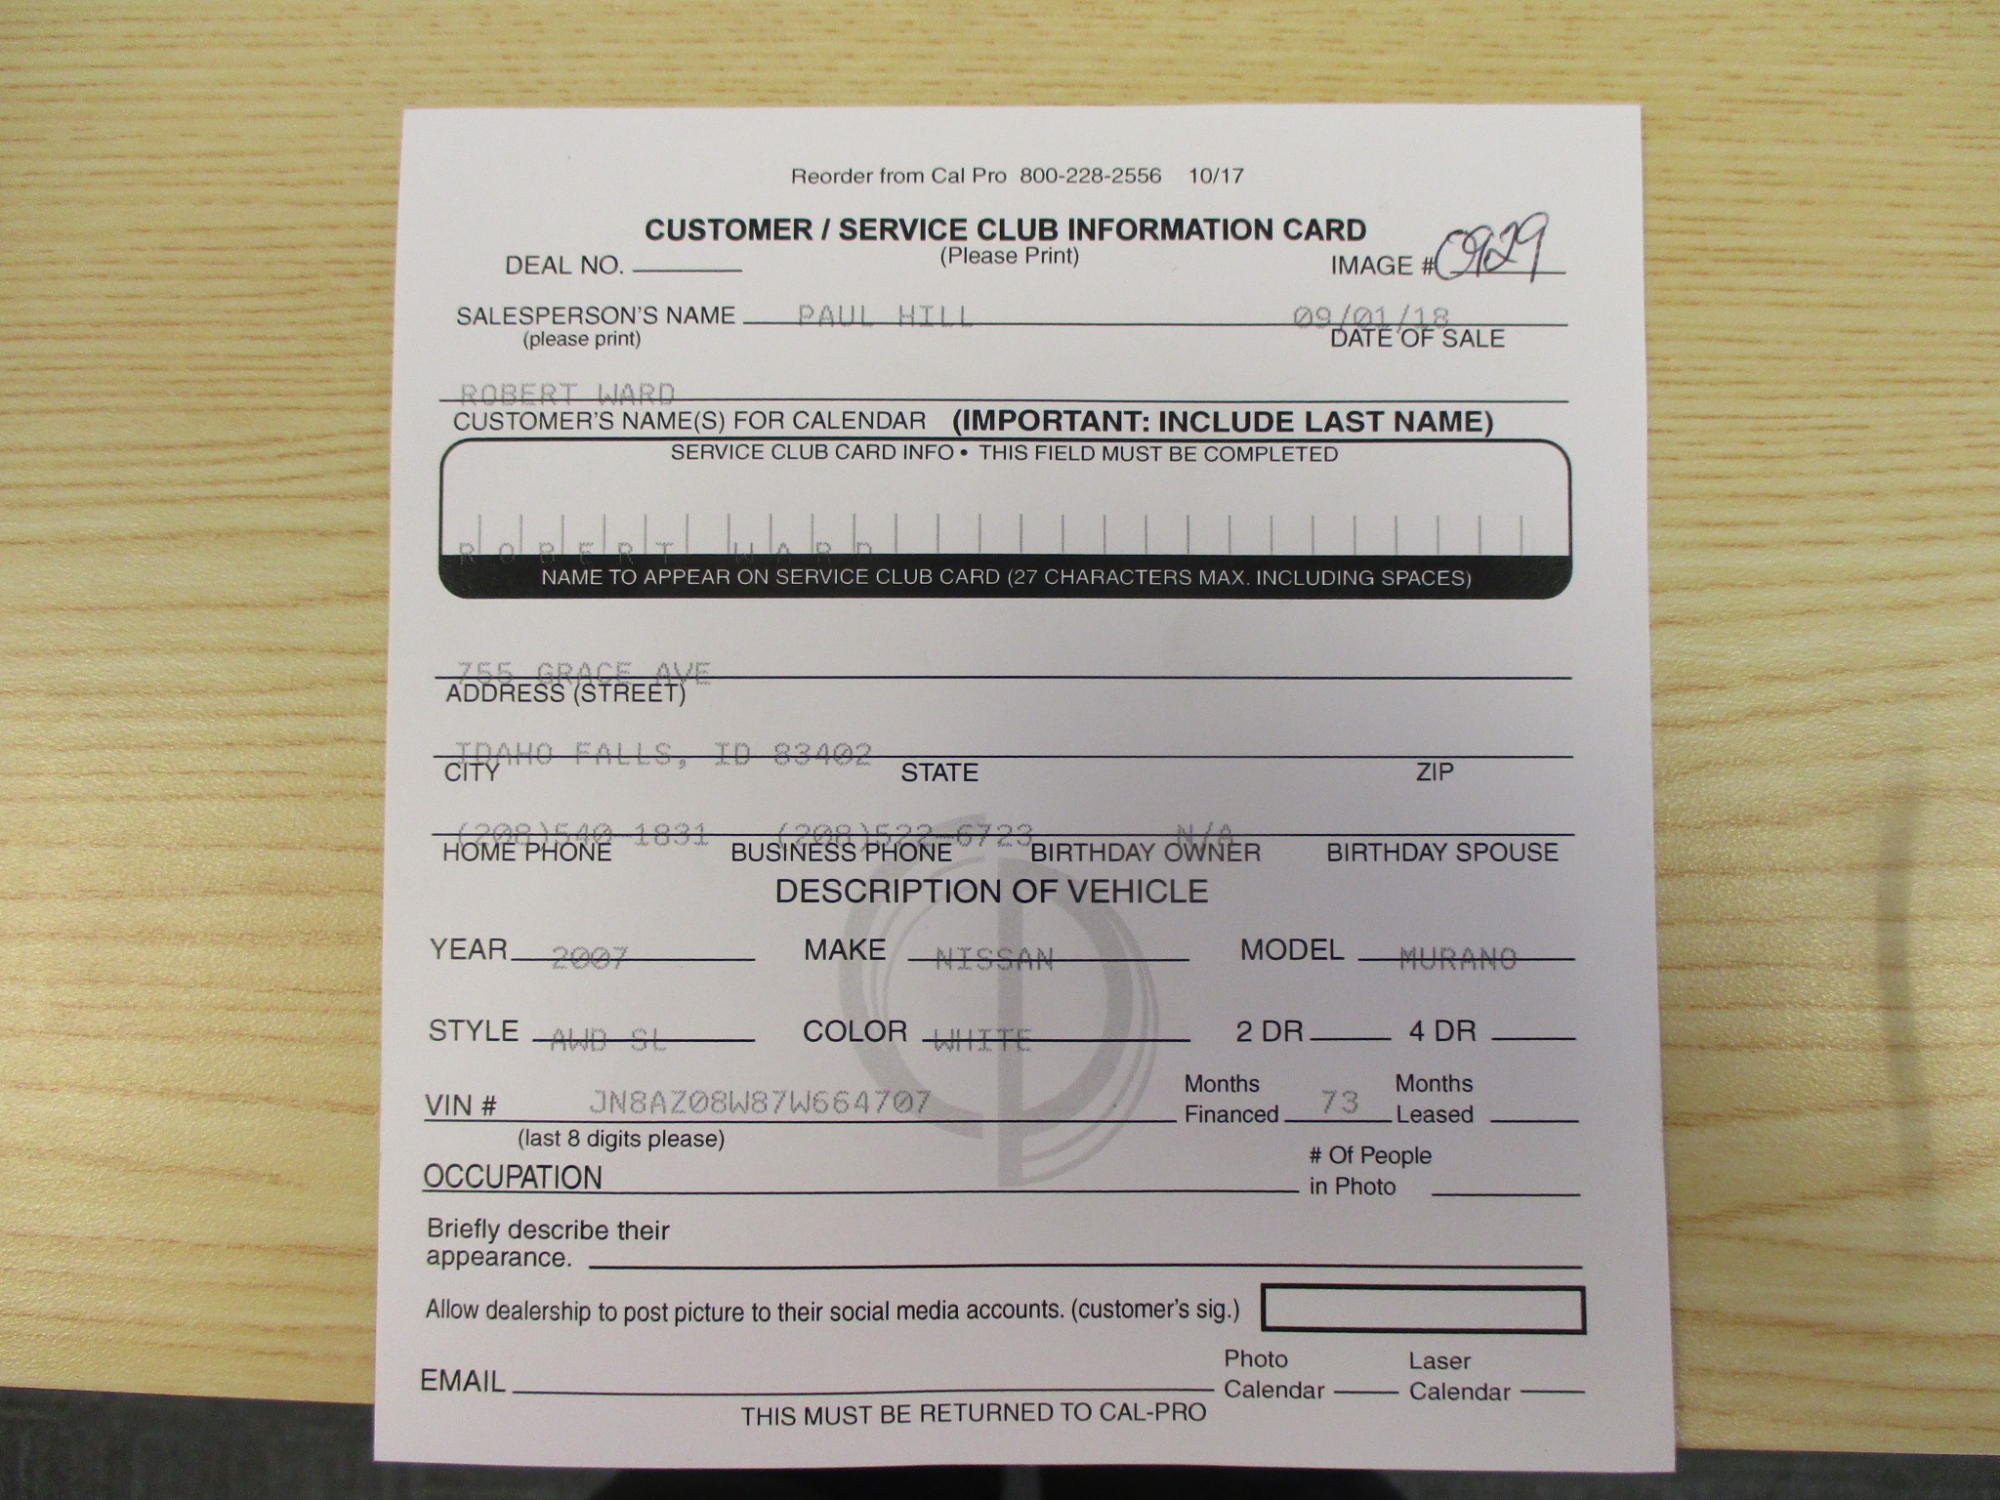 Reorder from Cal Pro 800-228-2556 10/17
CUSTOMER / SERVICE CLUB INFORMATION CARD
(Please Print)
DEAL NO. IMAGE # 0929
SALESPERSON'S NAME PAUL HILL 09/01/18
(please print) DATE OF SALE
ROBERT WARD
CUSTOMER'S NAME(S) FOR CALENDAR (IMPORTANT: INCLUDE LAST NAME)
SERVICE CLUB CARD INFO • THIS FIELD MUST BE COMPLETED
ROBERT WARD
NAME TO APPEAR ON SERVICE CLUB CARD (27 CHARACTERS MAX. INCLUDING SPACES)
755 GRACE AVE
ADDRESS (STREET)
IDAHO FALLS, ID 83402
CITY STATE ZIP
(208)540-1831 (208)522-6723 N/A
HOME PHONE BUSINESS PHONE BIRTHDAY OWNER BIRTHDAY SPOUSE
DESCRIPTION OF VEHICLE
YEAR 2007 MAKE NISSAN MODEL MURANO
STYLE AWD SL COLOR WHITE 2 DR 4 DR
VIN # JN8AZ08W87W664707 Months Financed 73 Months Leased
(last 8 digits please)
OCCUPATION # Of People in Photo
Briefly describe their
appearance.
Allow dealership to post picture to their social media accounts. (customer's sig.)
EMAIL Photo Calendar Laser Calendar
THIS MUST BE RETURNED TO CAL-PRO